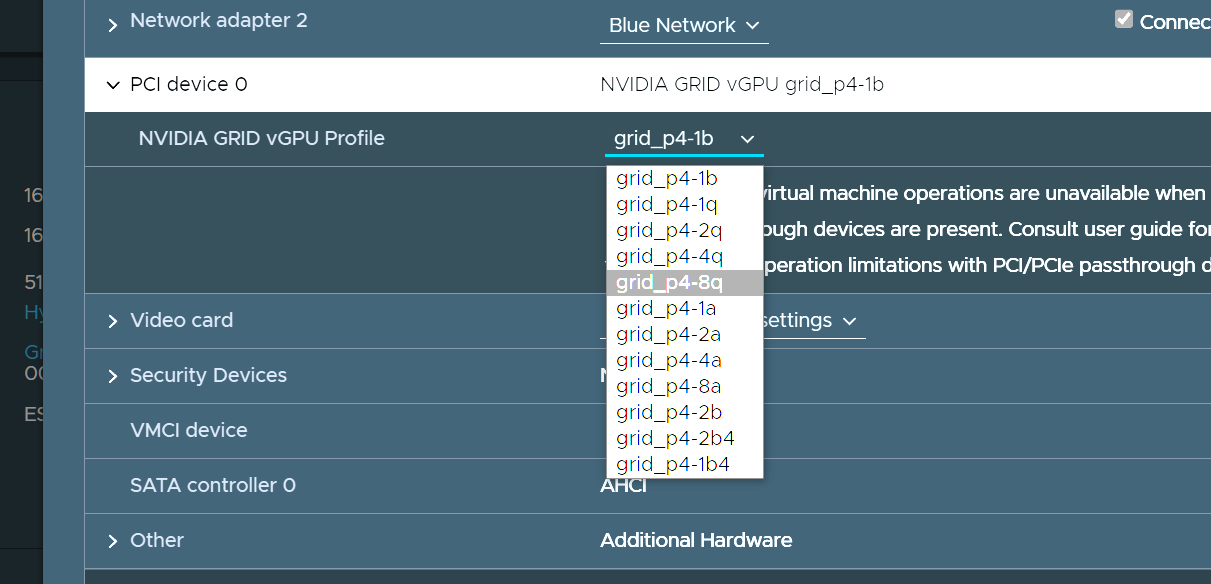 Network adapter 2 Blue Network Connec
PCI device 0 NVIDIA GRID vGPU grid_p4-1b
NVIDIA GRID vGPU Profile grid_p4-1b
grid_p4-1b
grid_p4-1q
grid_p4-2q
grid_p4-4q
grid_p4-8q
grid_p4-1a
grid_p4-2a
grid_p4-4a
grid_p4-8a
grid_p4-2b
grid_p4-2b4
grid_p4-1b4
virtual machine operations are unavailable when
ough devices are present. Consult user guide for
peration limitations with PCI/PCIe passthrough d
16
16
51
Hy
Gr
00
ES
Video card settings
Security Devices
VMCI device
SATA controller 0 AHCI
Other Additional Hardware